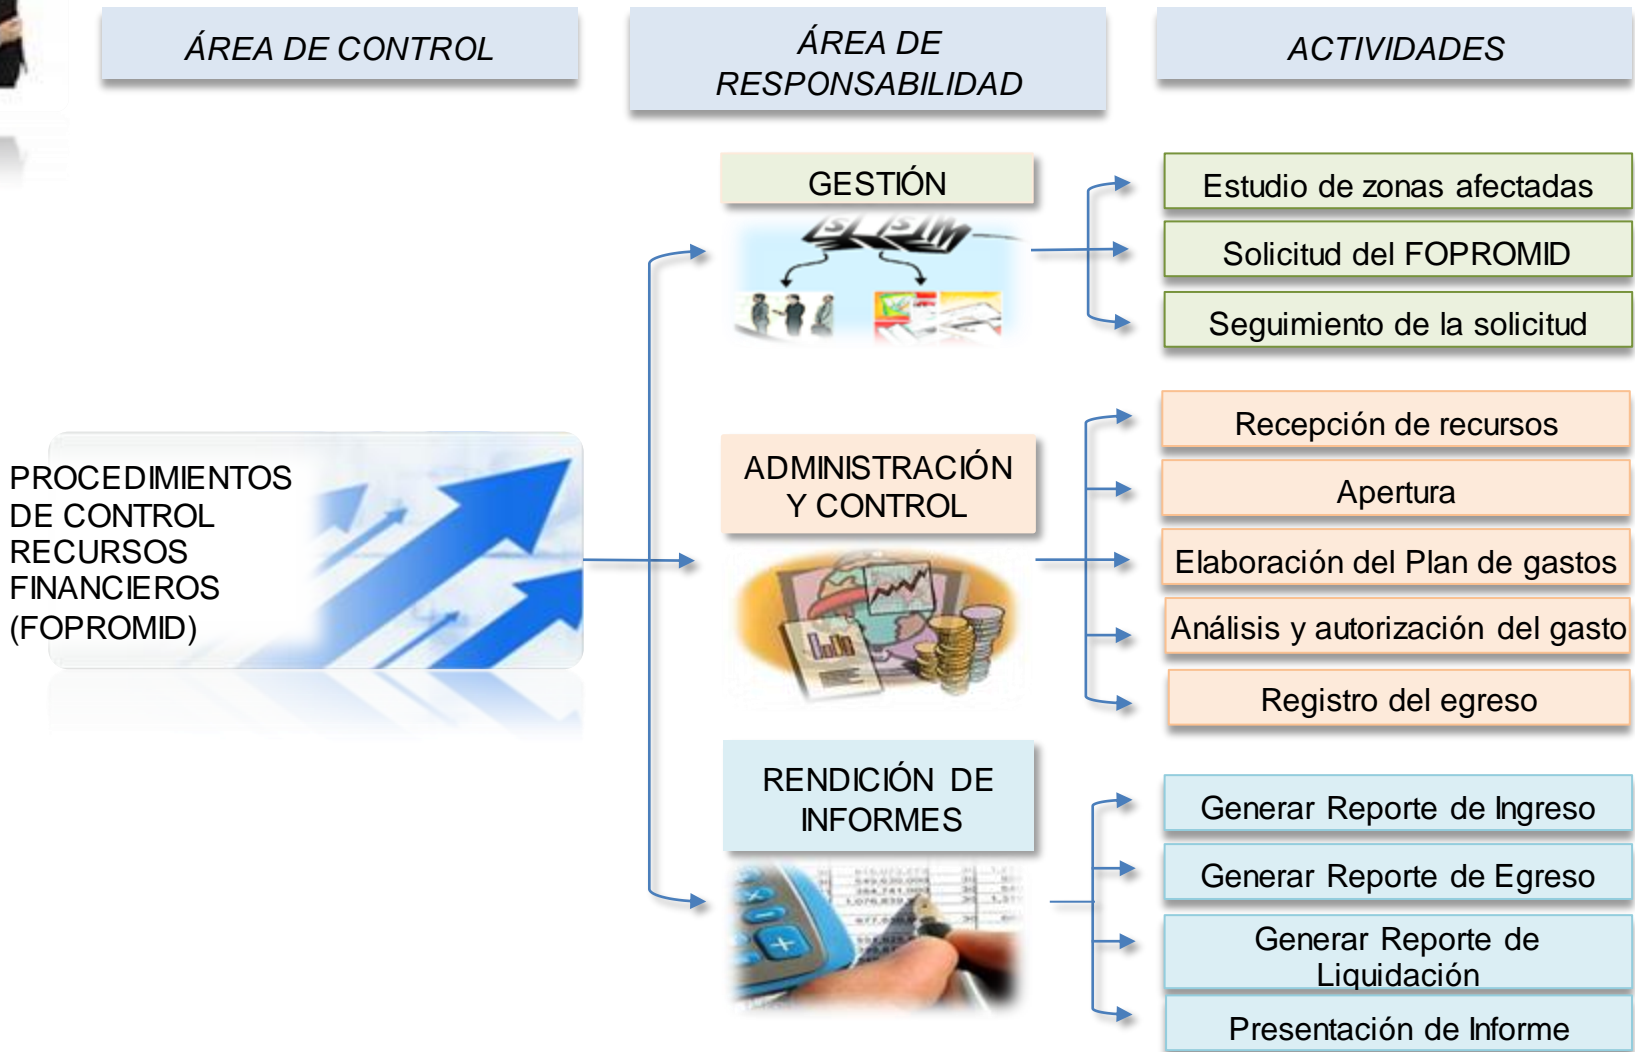 ÁREA DE CONTROL
ÁREA DE
RESPONSABILIDAD
ACTIVIDADES
PROCEDIMIENTOS
DE CONTROL
RECURSOS
FINANCIEROS
(FOPROMID)
GESTIÓN
Estudio de zonas afectadas
Solicitud del FOPROMID
Seguimiento de la solicitud
ADMINISTRACIÓN
Y CONTROL
Recepción de recursos
Apertura
Elaboración del Plan de gastos
Análisis y autorización del gasto
Registro del egreso
RENDICIÓN DE
INFORMES
Generar Reporte de Ingreso
Generar Reporte de Egreso
Generar Reporte de
Liquidación
Presentación de Informe